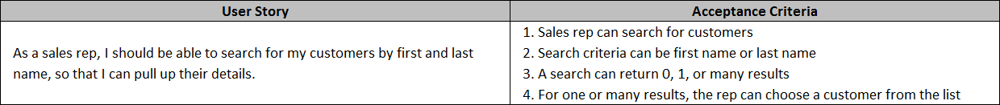 User Story
Acceptance Criteria
As a sales rep, I should be able to search for my customers by first and last
name, so that I can pull up their details.
1. Sales rep can search for customers
2. Search criteria can be first name or last name
3. A search can return 0, 1, or many results
4. For one or many results, the rep can choose a customer from the list